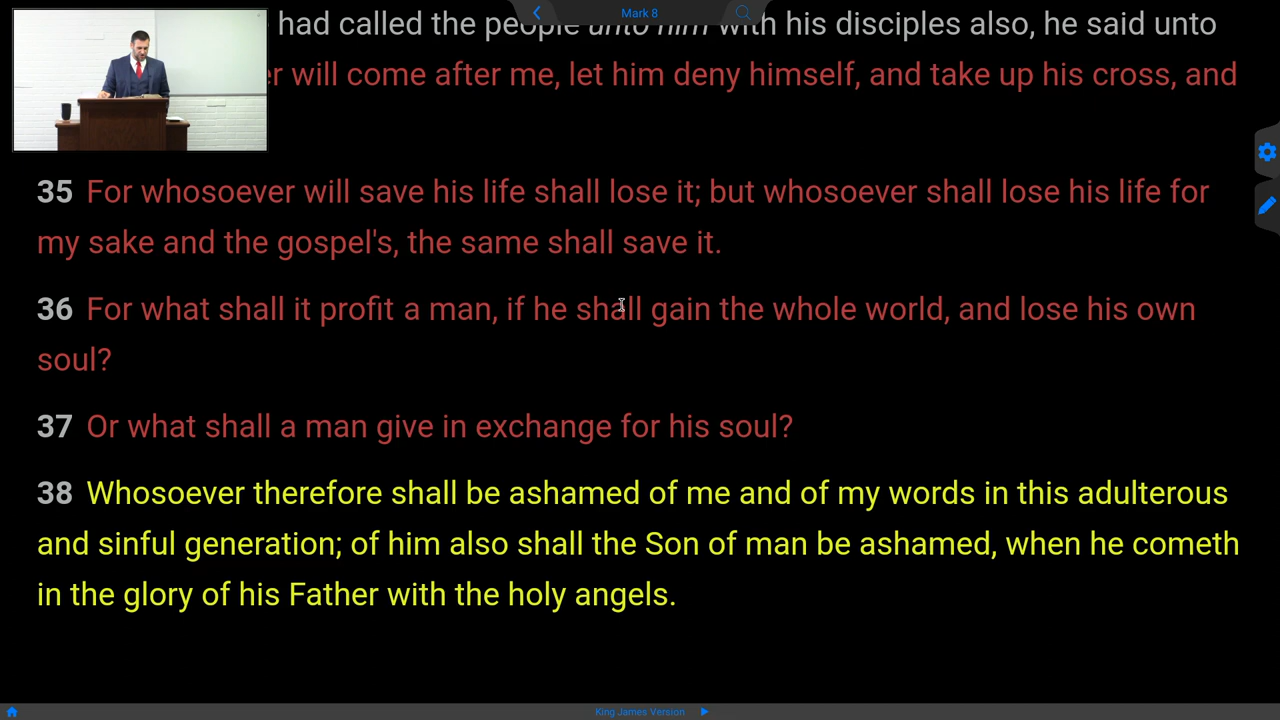 Mark 8
had called the people unto him with his disciples also, he said unto
er will come after me, let him deny himself, and take up his cross, and
35 For whosoever will save his life shall lose it; but whosoever shall lose his life for
my sake and the gospel's, the same shall save it.
36 For what shall it profit a man, if he shall gain the whole world, and lose his own
soul?
37 Or what shall a man give in exchange for his soul?
38 Whosoever therefore shall be ashamed of me and of my words in this adulterous
and sinful generation; of him also shall the Son of man be ashamed, when he cometh
in the glory of his Father with the holy angels.
King James Version